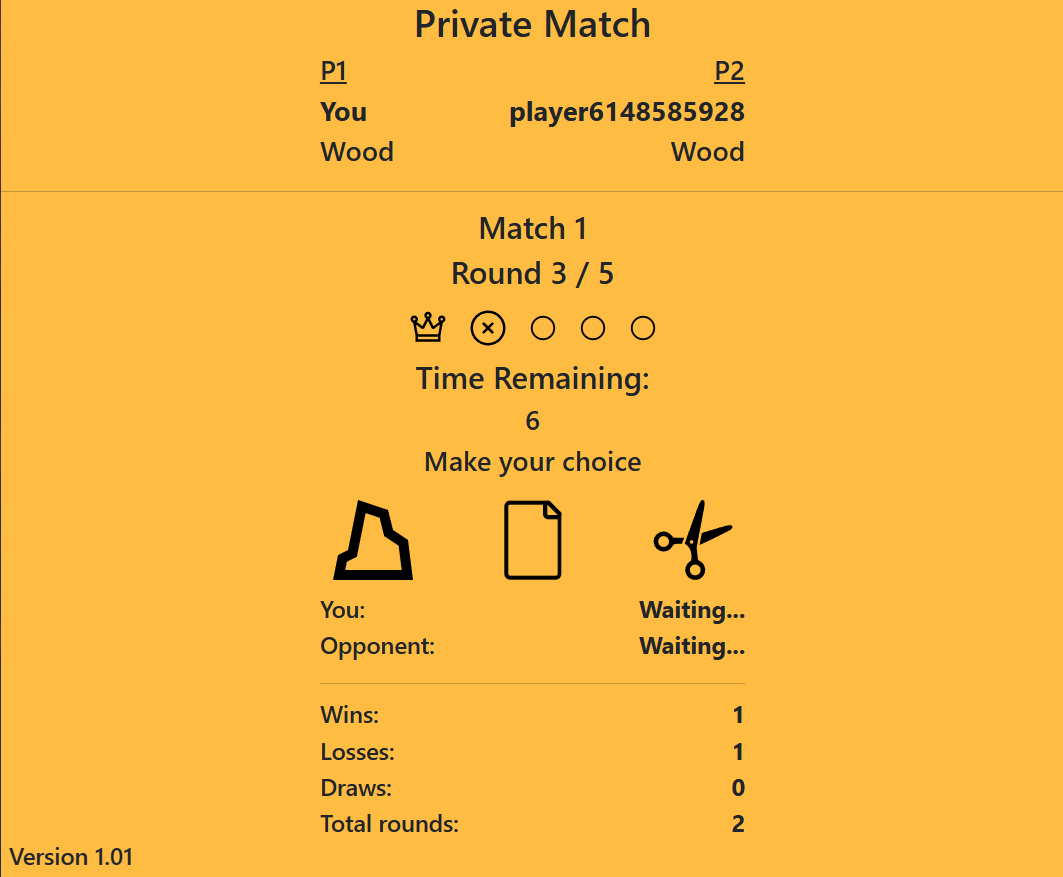 Private Match
P1 P2
You player6148585928
Wood Wood
Match 1
Round 3 / 5
Time Remaining:
6
Make your choice
You: Waiting...
Opponent: Waiting...
Wins: 1
Losses: 1
Draws: 0
Total rounds: 2
Version 1.01